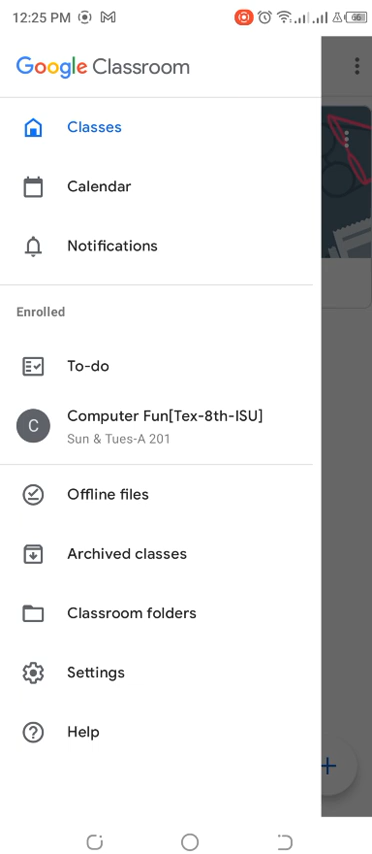 12:25 PM
66
Google Classroom
Classes
Calendar
Notifications
Enrolled
To-do
C
Computer Fun[Tex-8th-ISU]
Sun & Tues-A 201
Offline files
Archived classes
Classroom folders
Settings
Help